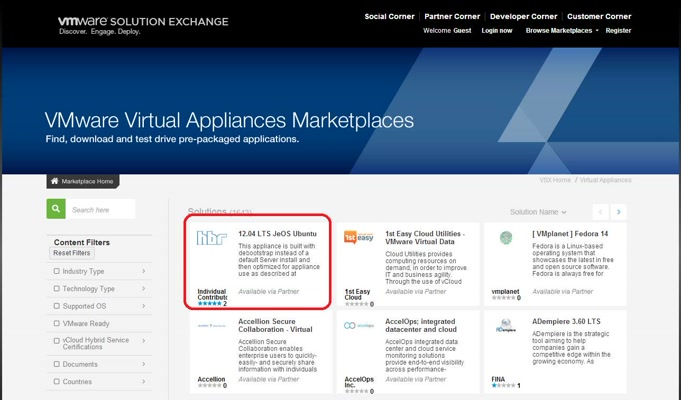 vmware SOLUTION EXCHANGE
Discover. Engage. Deploy.
Social Corner Partner Corner Developer Corner Customer Corner
Welcome Guest Login now Browse Marketplaces Register
VMware Virtual Appliances Marketplaces
Find, download and test drive pre-packaged applications.
Marketplace Home
VSX Home / Virtual Appliances
Search here
Solutions
Solution Name
Content Filters
Reset Filters
Industry Type
Technology Type
Supported OS
VMware Ready
vCloud Hybrid Service
Certifications
Documents
Countries
hbr
12.04 LTS JeOS Ubuntu
This appliance is built with
debootstrap instead of a
default Server install and
then optimized for appliance
use as described at
Individual
Contributo
Available via Partner
2
1st easy
1st Easy Cloud Utilities -
VMware Virtual Data
Cloud Utilities provides
computing resources on
demand, in order to improve
IT and business agility.
Through the use of vCloud
1st Easy
Cloud
Available via Partner
0
[ VMplanet ] Fedora 14
Fedora is a Linux-based
operating system that
showcases the latest in free
and open source software.
Fedora is always free for
vmplanet
Available via Partner
0
Accellion Secure
Collaboration - Virtual
Accellion Secure
Collaboration enables
enterprise users to quickly-
easily- and securely share
information with individuals
Accellion
Available via Partner
0
accelops
AccelOps; integrated
datacenter and cloud
AccelOps; integrated data
center and cloud service
monitoring solutions
provide end-to-end visibility
across performance-
AccelOps
Inc.
Available via Partner
0
ADempiere
ADempiere 3.60 LTS
ADempiere is the strategic
tool aiming to help
companies gain a
competitive edge within the
growing economy. As
FINA
Available via Partner
1